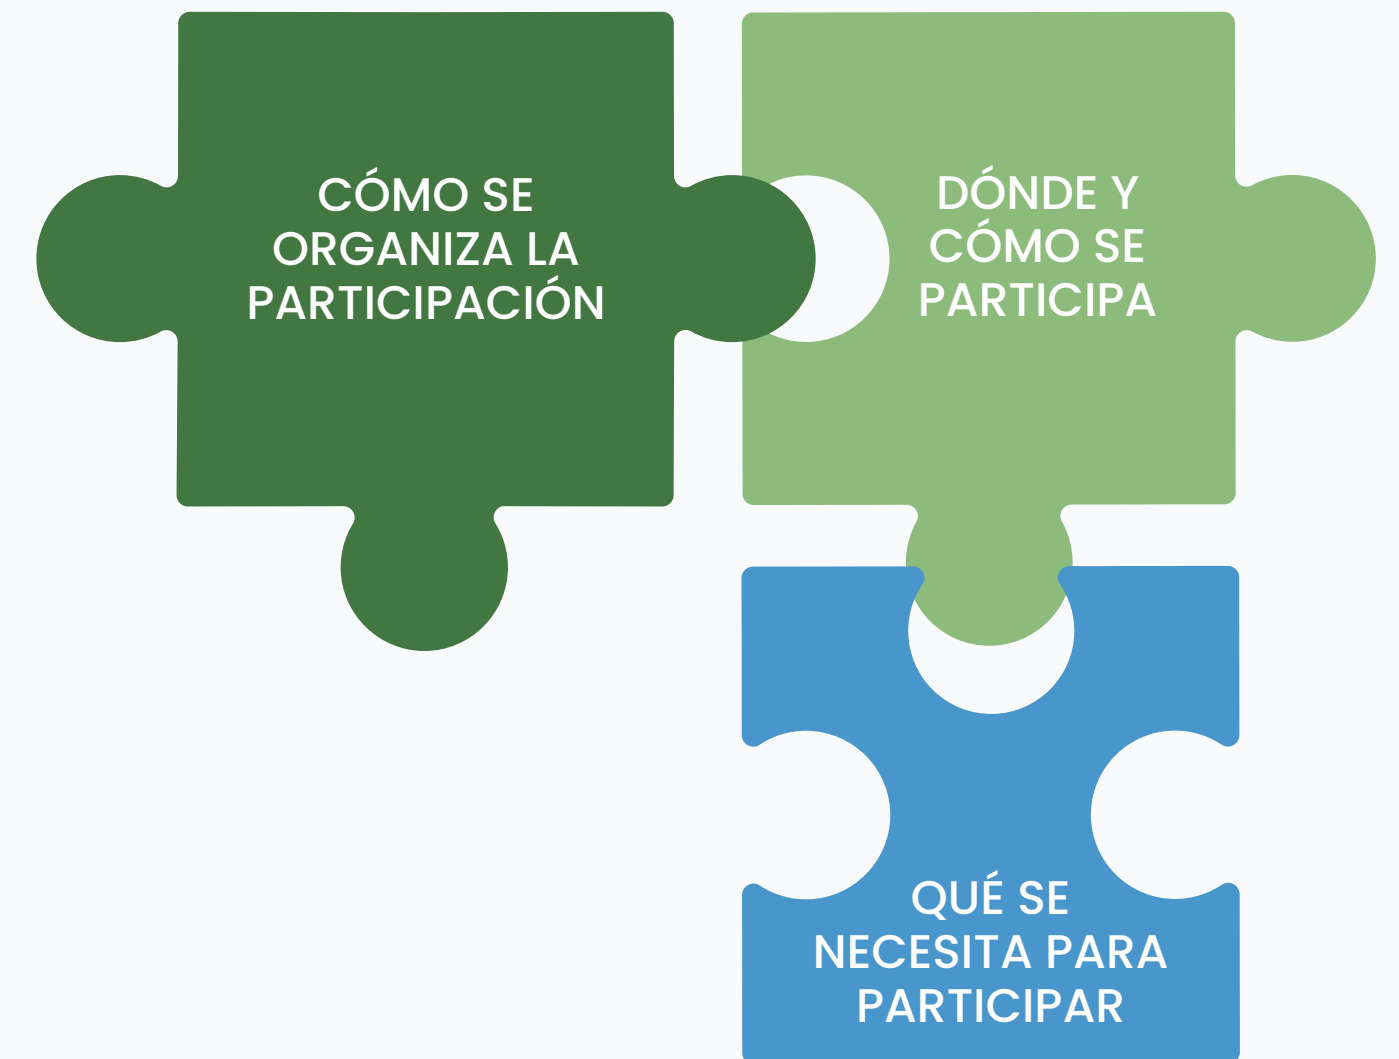 CÓMO SE
ORGANIZA LA
PARTICIPACIÓN
DÓNDE Y
CÓMO SE
PARTICIPA
QUÉ SE
NECESITA PARA
PARTICIPAR